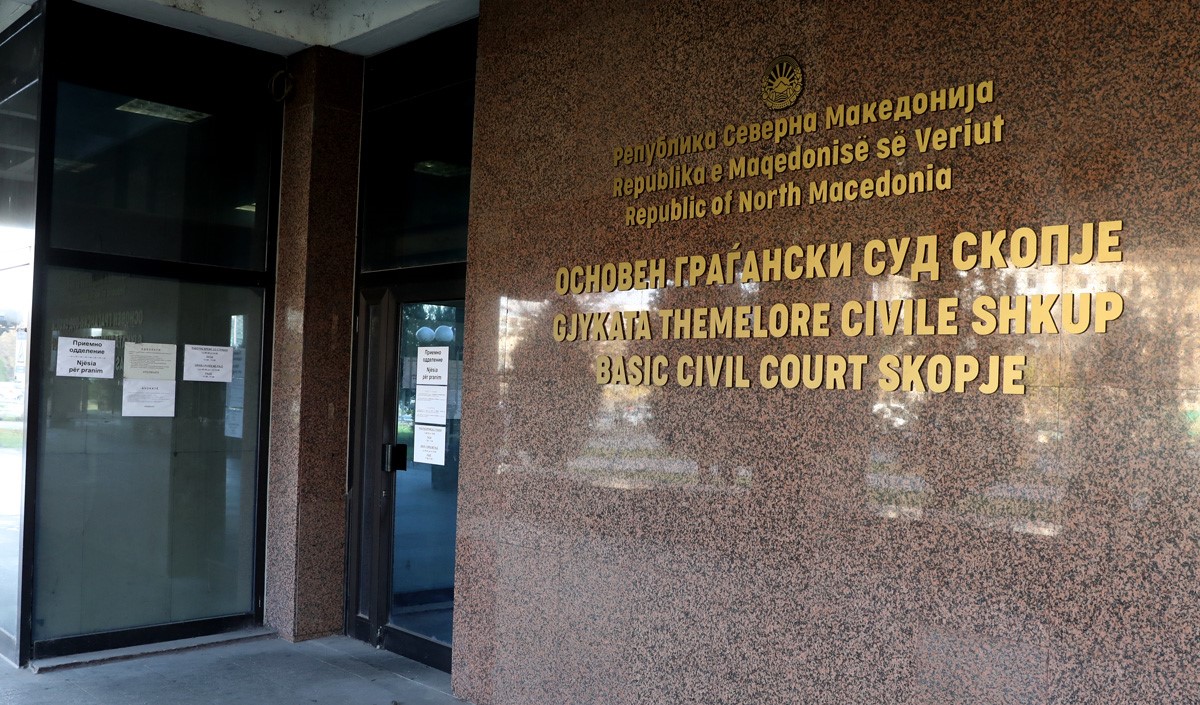 Република Северна Македонија
Republika e Maqedonisë së Veriut
Republic of North Macedonia
ОСНОВЕН ГРАЃАНСКИ СУД СКОПЈЕ
GJYKATA THEMELORE CIVILE SHKUP
BASIC CIVIL COURT SKOPJE
Приемно
одделение
Njësia
për pranim
Приемно
одделение
Njësia
për pranim